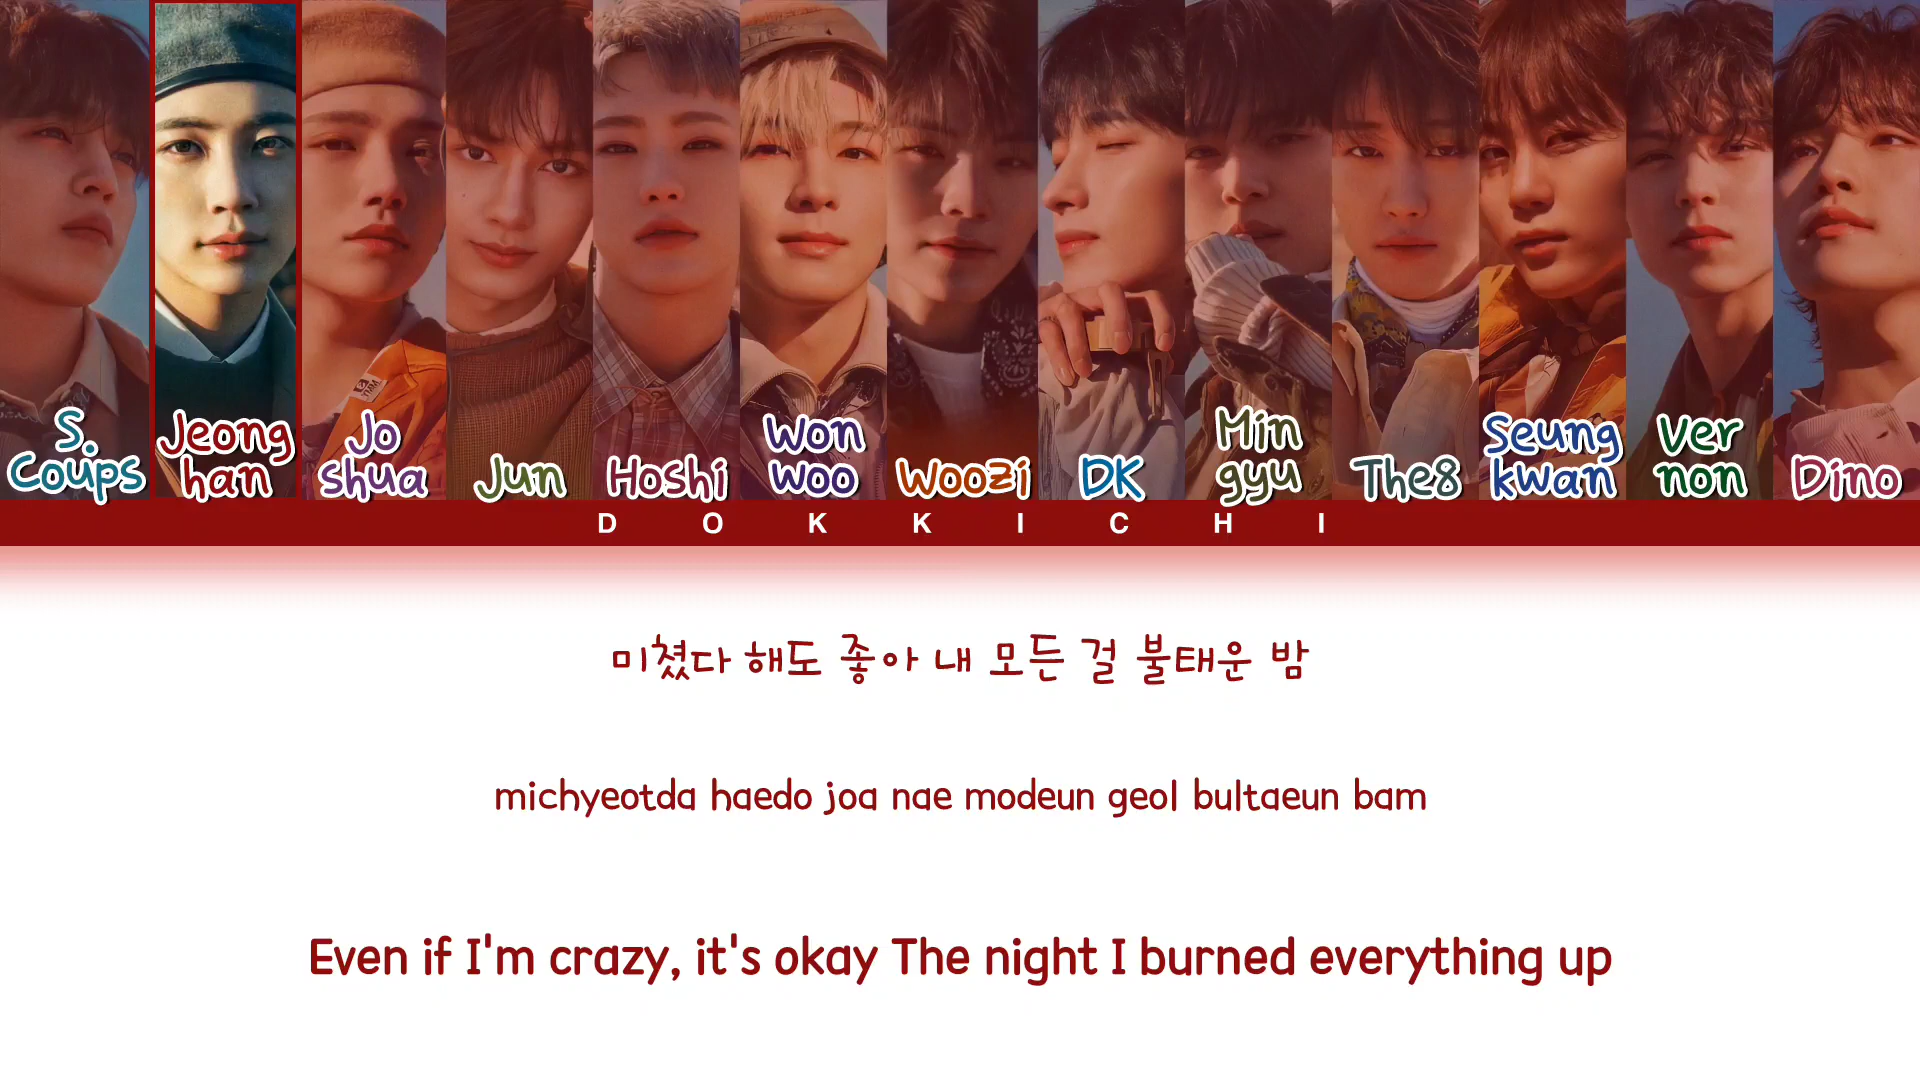 S.
Coups
Jeong
han
Jo
shua
Jun
Hoshi
Won
woo
Woozi
DK
Min
gyu
The8
Seung
kwan
Ver
non
Dino
DOKKICHI
미쳤다 해도 좋아 내 모든 걸 불태운 밤
michyeotda haedo joa nae modeun geol bultaeun bam
Even if I'm crazy, it's okay The night I burned everything up